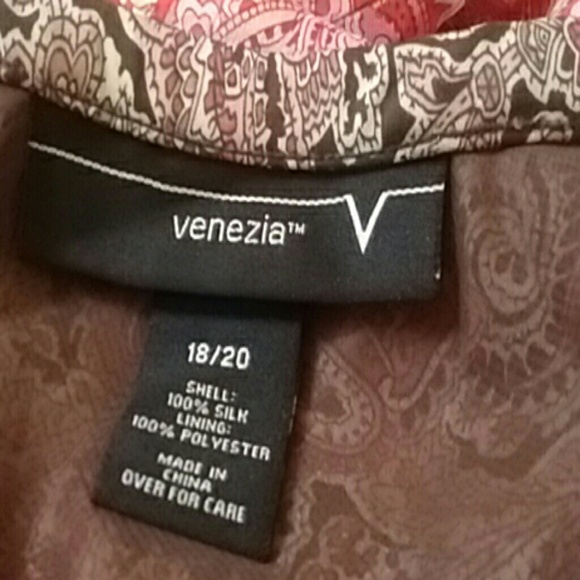 venezia™
18/20
SHELL:
100% SILK
LINING:
100% POLYESTER
MADE IN
CHINA
OVER FOR CARE